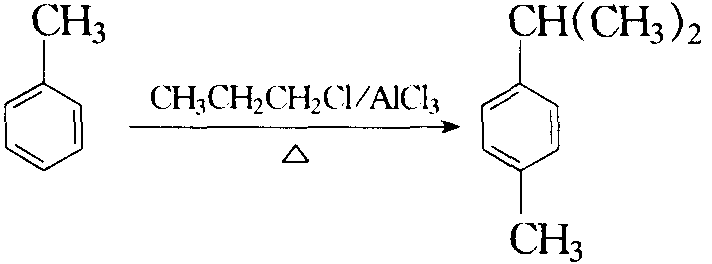 CH₃
CH(CH₃)₂
CH₃CH₂CH₂Cl/AlCl₃
△
CH₃